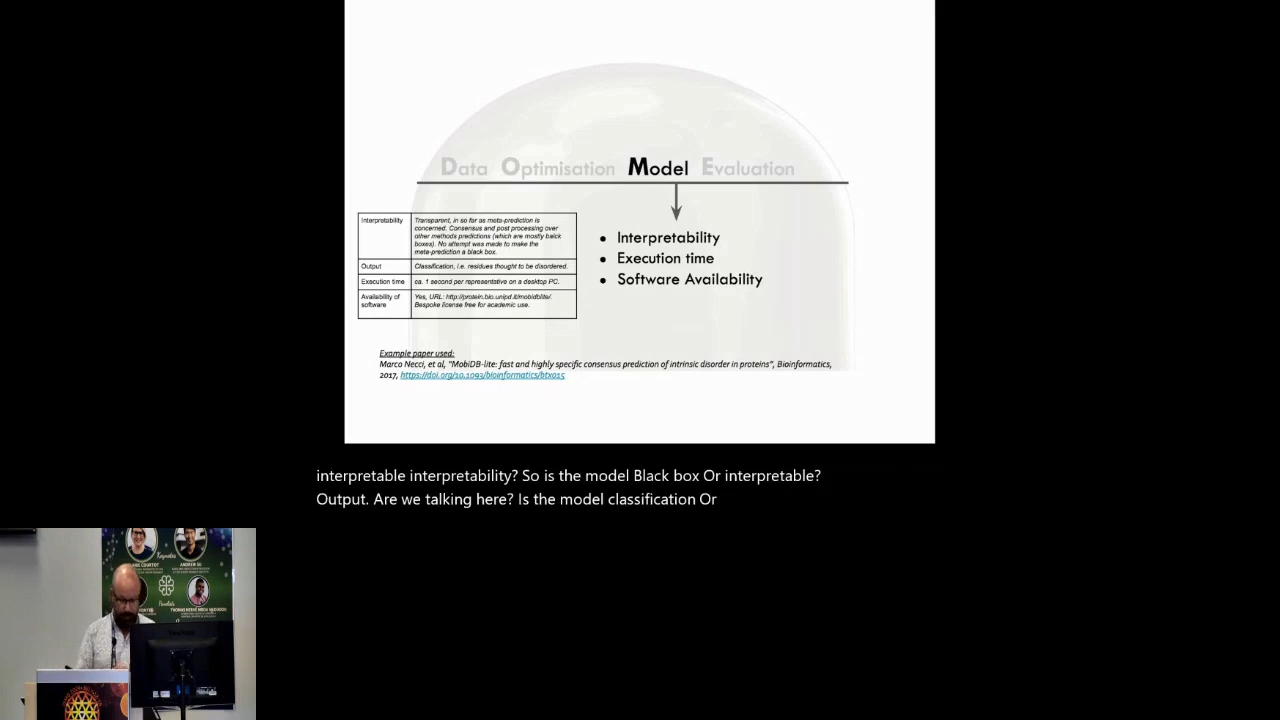 Data Optimisation Model Evaluation
Interpretability
Transparent, in so far as meta-prediction is
concerned. Consensus and post processing over
other methods predictions (which are mostly balck
boxes). No attempt was made to make the
meta-prediction a black box.
Output
Classification, i.e. residues thought to be disordered.
Execution time
ca. 1 second per representative on a desktop PC.
Availability of
software
Yes, URL: http://protein.bio.unipd.it/mobidblite/.
Bespoke license free for academic use.
• Interpretability
• Execution time
• Software Availability
Example paper used:
Marco Necci, et al, "MobiDB-lite: fast and highly specific consensus prediction of intrinsic disorder in proteins", Bioinformatics,
2017, https://doi.org/10.1093/bioinformatics/btx015
interpretable interpretability? So is the model Black box Or interpretable?
Output. Are we talking here? Is the model classification Or
Keynotes
COURTOT
ANDREW SU
Panelists